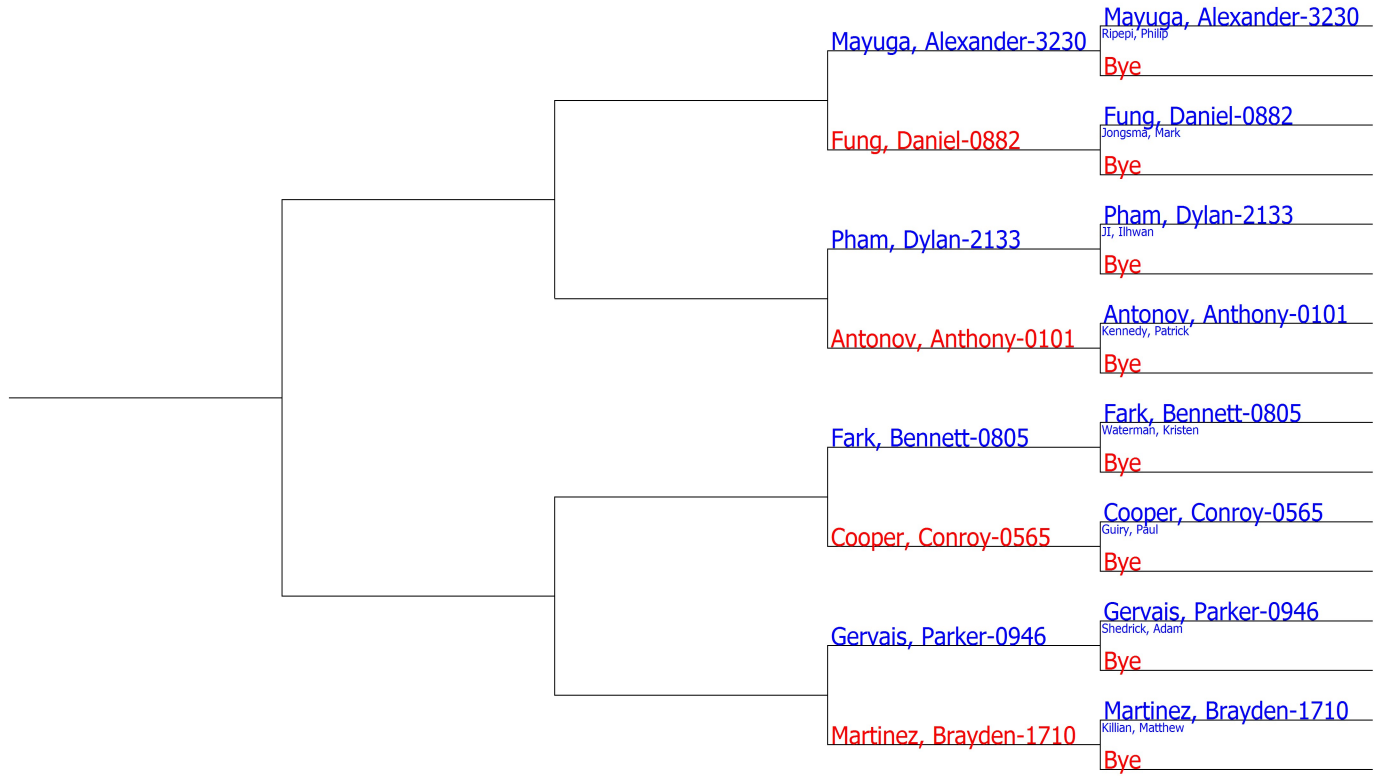 Mayuga, Alexander-3230
Ripepi, Philip
Mayuga, Alexander-3230
Bye
Fung, Daniel-0882
Jongsma, Mark
Fung, Daniel-0882
Bye
Pham, Dylan-2133
JI, Ilhwan
Pham, Dylan-2133
Bye
Antonov, Anthony-0101
Kennedy, Patrick
Antonov, Anthony-0101
Bye
Fark, Bennett-0805
Waterman, Kristen
Fark, Bennett-0805
Bye
Cooper, Conroy-0565
Guiry, Paul
Cooper, Conroy-0565
Bye
Gervais, Parker-0946
Shedrick, Adam
Gervais, Parker-0946
Bye
Martinez, Brayden-1710
Killian, Matthew
Martinez, Brayden-1710
Bye